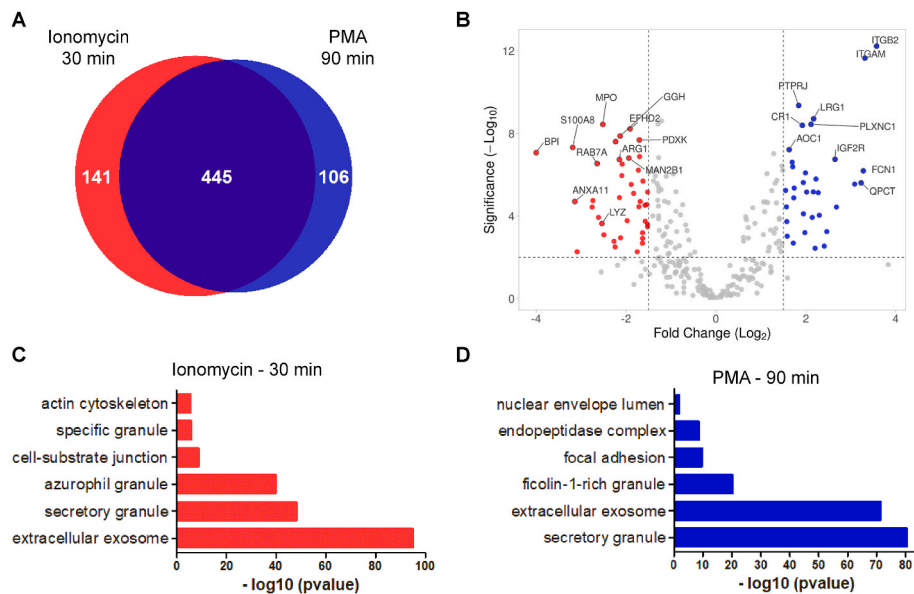 A
Ionomycin
30 min
PMA
90 min
141
445
106
B
Significance (−Log10)
12
8
4
0
-4
-2
0
2
4
Fold Change (Log2)
ITGB2
ITGAM
PTPRJ
LRG1
CR1
PLXNC1
AOC1
IGF2R
FCN1
QPCT
GGH
MPO
EFHD2
S100A8
PDXK
BPI
RAB7A
ARG1
MAN2B1
ANXA11
LYZ
C
Ionomycin - 30 min
actin cytoskeleton
specific granule
cell-substrate junction
azurophil granule
secretory granule
extracellular exosome
0 20 40 60 80 100
- log10 (pvalue)
D
PMA - 90 min
nuclear envelope lumen
endopeptidase complex
focal adhesion
ficolin-1-rich granule
extracellular exosome
secretory granule
0 10 20 30 40 50 60 70 80
- log10 (pvalue)